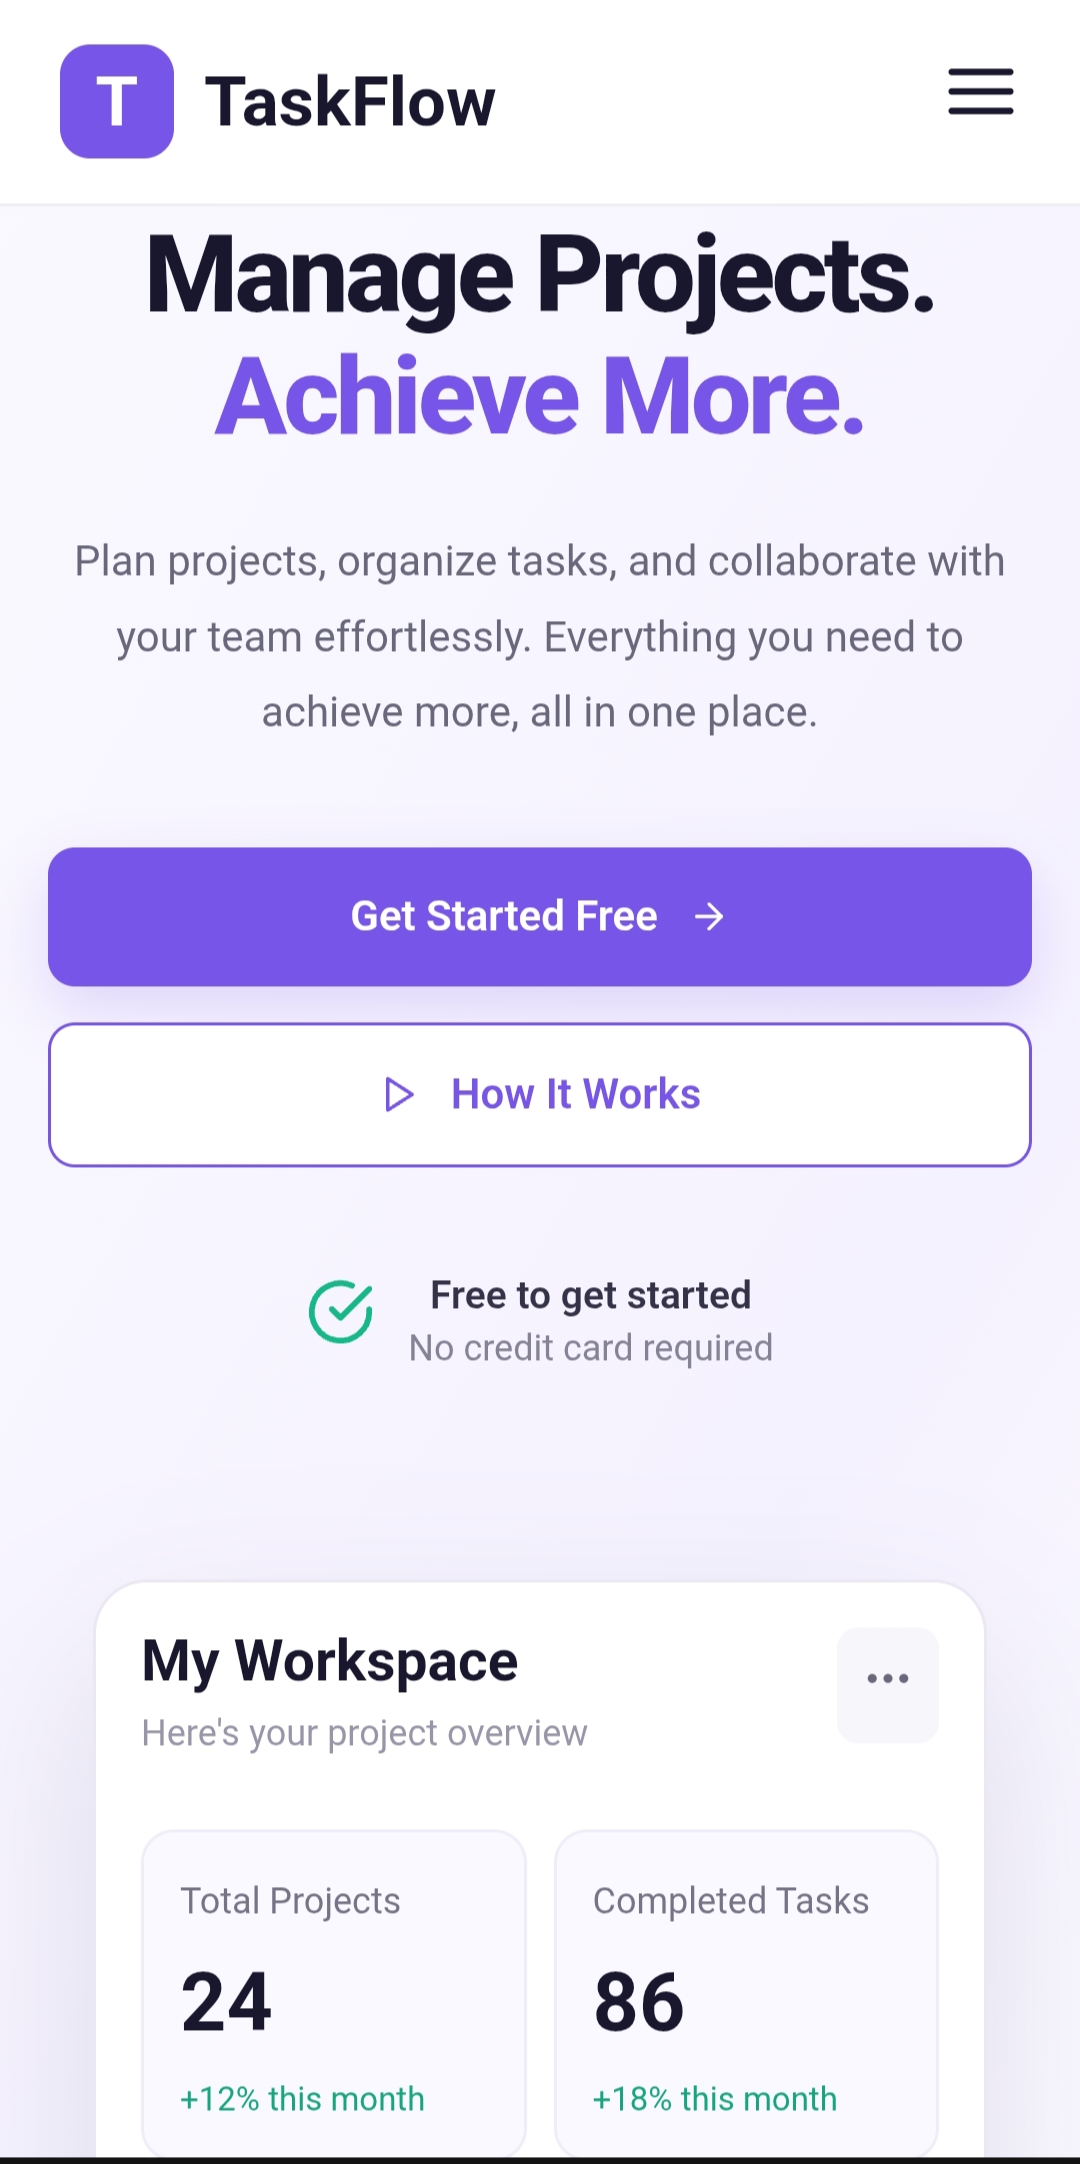 T TaskFlow
Manage Projects.
Achieve More.
Plan projects, organize tasks, and collaborate with
your team effortlessly. Everything you need to
achieve more, all in one place.
Get Started Free
How It Works
Free to get started
No credit card required
My Workspace
Here's your project overview
Total Projects
24
+12% this month
Completed Tasks
86
+18% this month